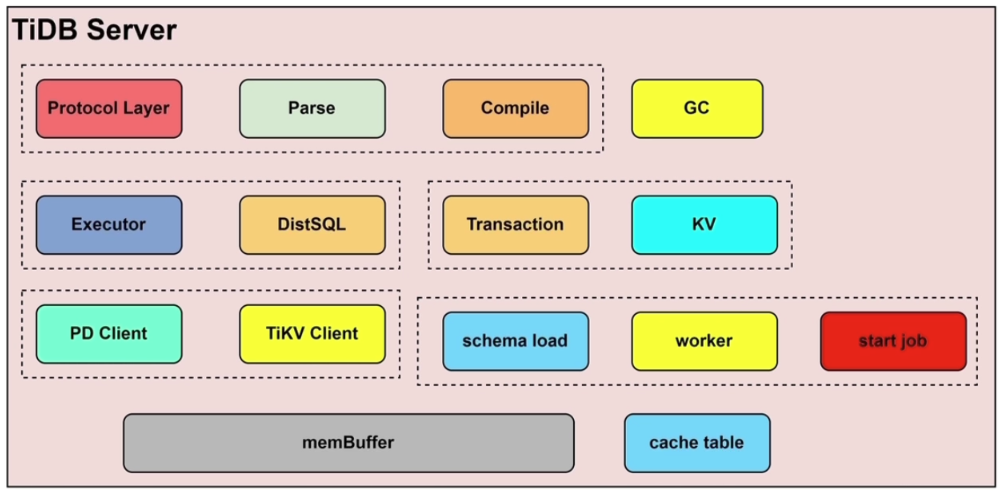 TiDB Server
Protocol Layer
Parse
Compile
GC
Executor
DistSQL
Transaction
KV
PD Client
TiKV Client
schema load
worker
start job
memBuffer
cache table